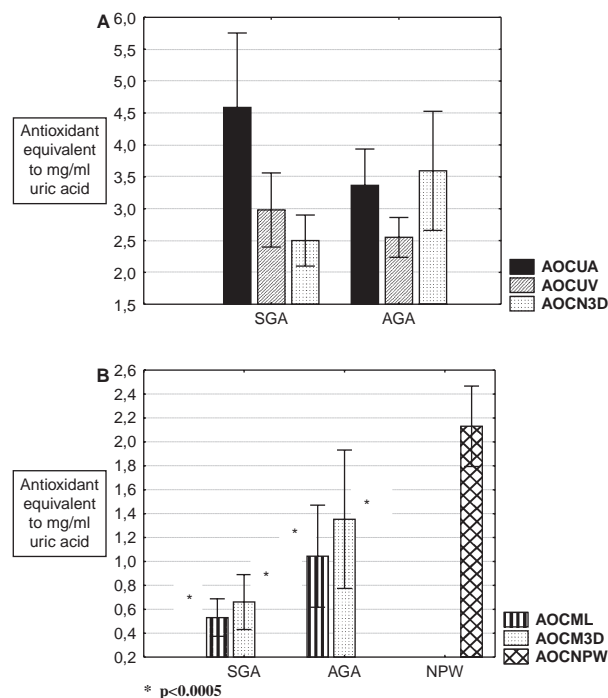 A
6,0
5,5
5,0
4,5
4,0
3,5
3,0
2,5
2,0
1,5
Antioxidant
equivalent
to mg/ml
uric acid
SGA AGA
AOCUA
AOCUV
AOCN3D
B
2,6
2,4
2,2
2,0
1,8
1,6
1,4
1,2
1,0
0,8
0,6
0,4
0,2
Antioxidant
equivalent
to mg/ml
uric acid
* * * *
SGA AGA NPW
AOCML
AOCM3D
AOCNPW
* p<0.0005